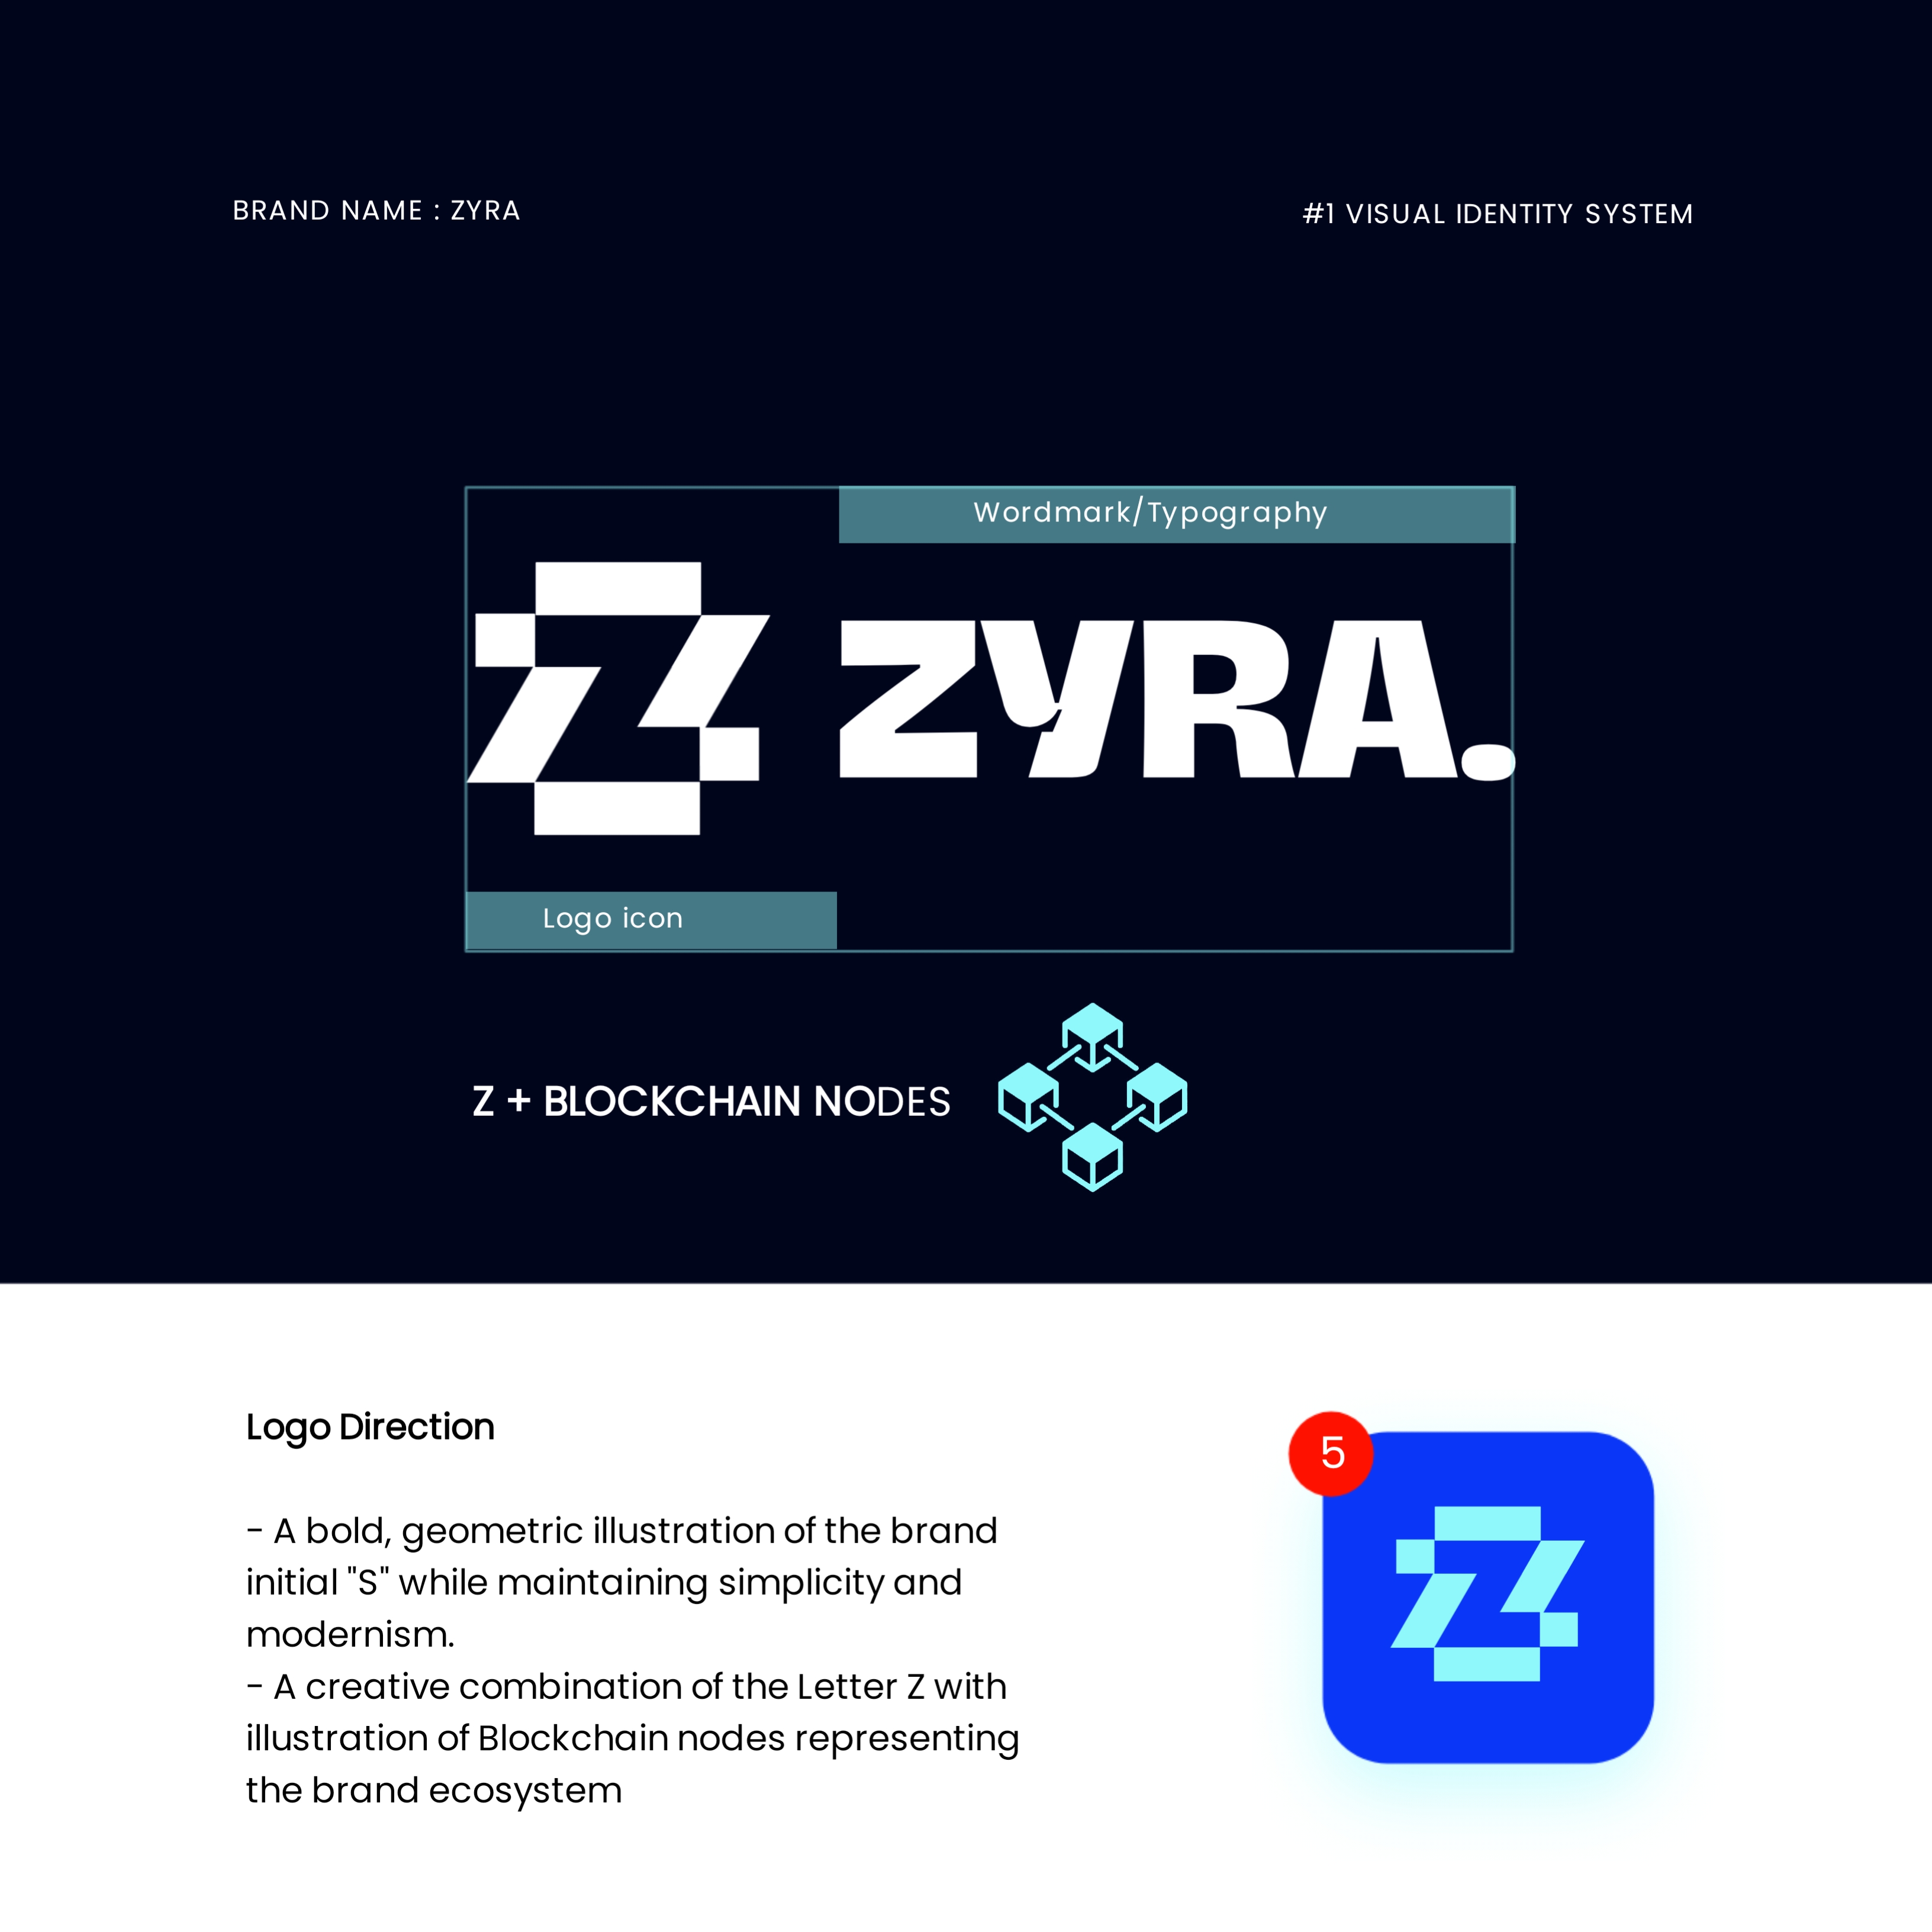 BRAND NAME : ZYRA
#1 VISUAL IDENTITY SYSTEM
Wordmark/Typography
Z ZYRA.
Logo icon
Z + BLOCKCHAIN NODES
Logo Direction
- A bold, geometric illustration of the brand
initial "S" while maintaining simplicity and
modernism.
- A creative combination of the Letter Z with
illustration of Blockchain nodes representing
the brand ecosystem
5
Z